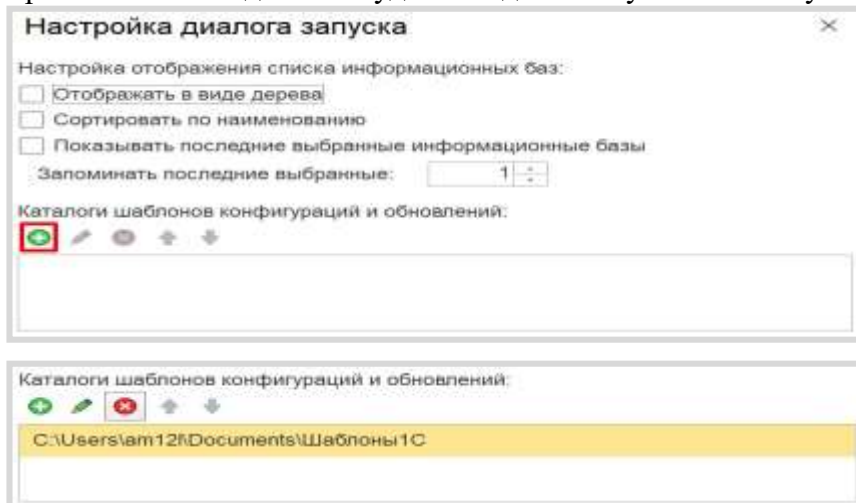 Настройка диалога запуска
Настройка отображения списка информационных баз:
Отображать в виде дерева
Сортировать по наименованию
Показывать последние выбранные информационные базы
Запоминать последние выбранные: 1
Каталоги шаблонов конфигураций и обновлений:
Каталоги шаблонов конфигураций и обновлений:
C:\Users\am12l\Documents\Шаблоны1С